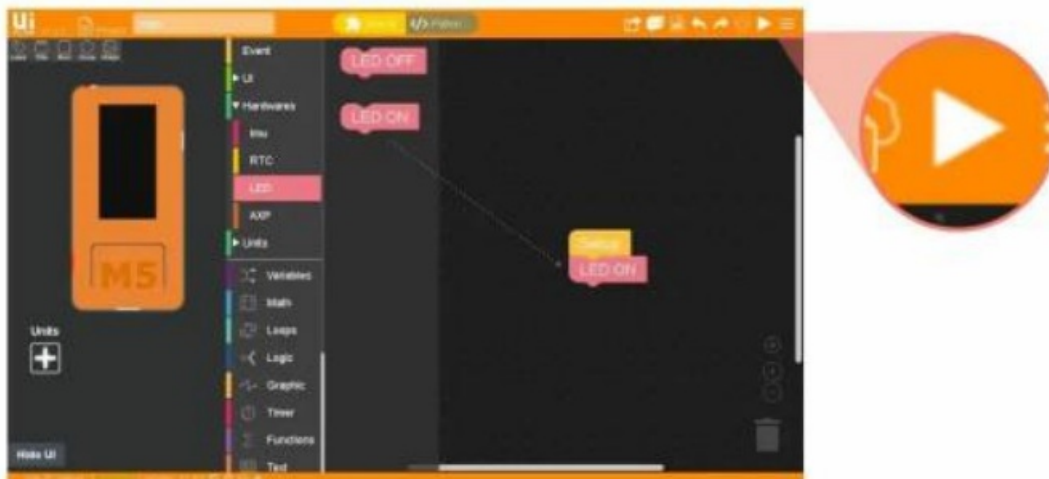 Ui
</> Python
Event
UI
Hardwares
Imu
RTC
LED
AXP
Units
Variables
Math
Loops
Logic
Graphic
Timer
Functions
Text
LED OFF
LED ON
Setup
LED ON
M5
Units
Hide UI